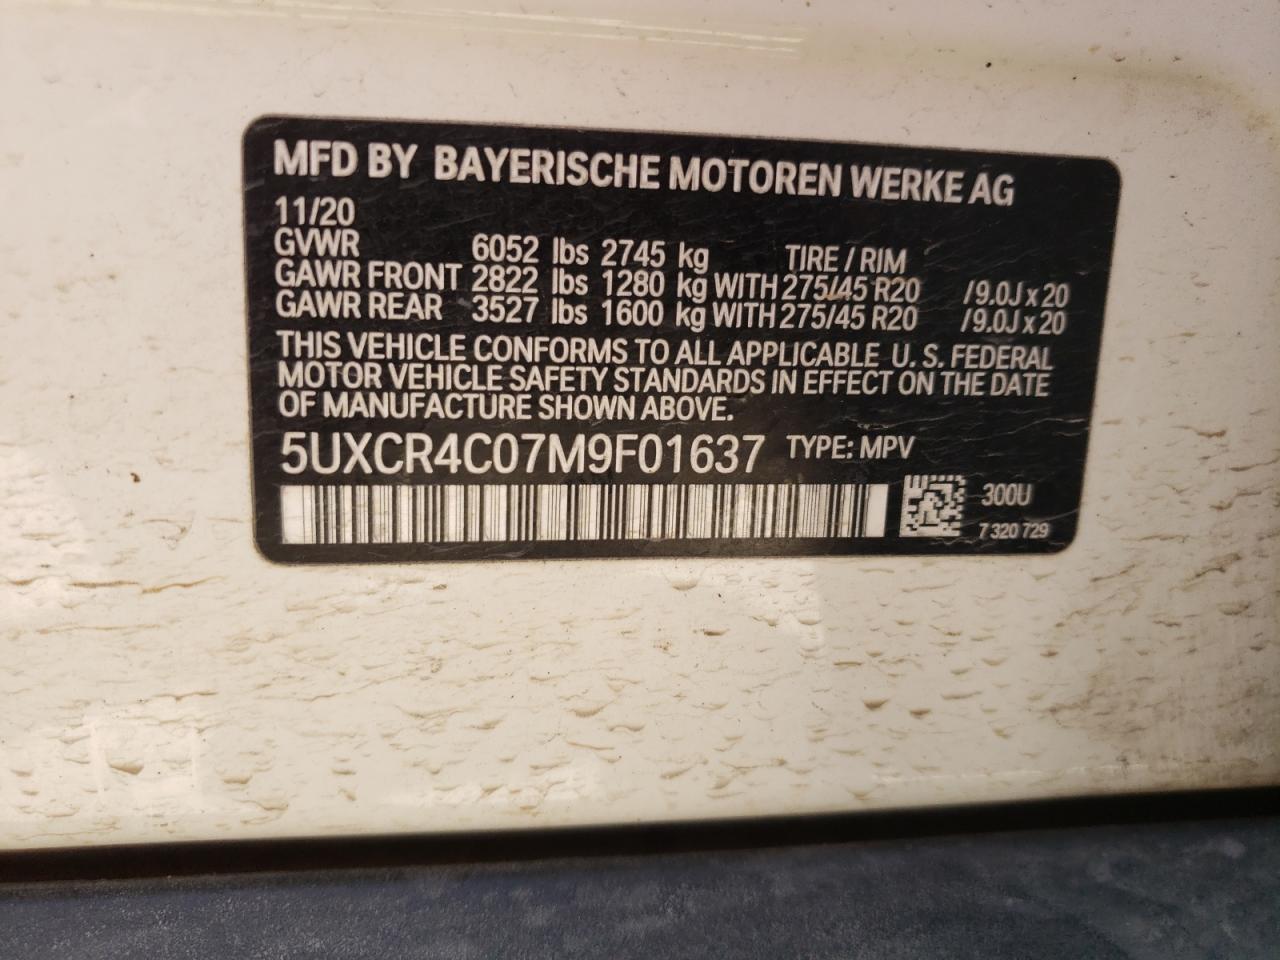 MFD BY BAYERISCHE MOTOREN WERKE AG
11/20
GVWR 6052 lbs 2745 kg TIRE / RIM
GAWR FRONT 2822 lbs 1280 kg WITH 275/45 R20 /9.0J x 20
GAWR REAR 3527 lbs 1600 kg WITH 275/45 R20 /9.0J x 20
THIS VEHICLE CONFORMS TO ALL APPLICABLE U. S. FEDERAL
MOTOR VEHICLE SAFETY STANDARDS IN EFFECT ON THE DATE
OF MANUFACTURE SHOWN ABOVE.
5UXCR4C07M9F01637 TYPE: MPV
300U
7 320 729